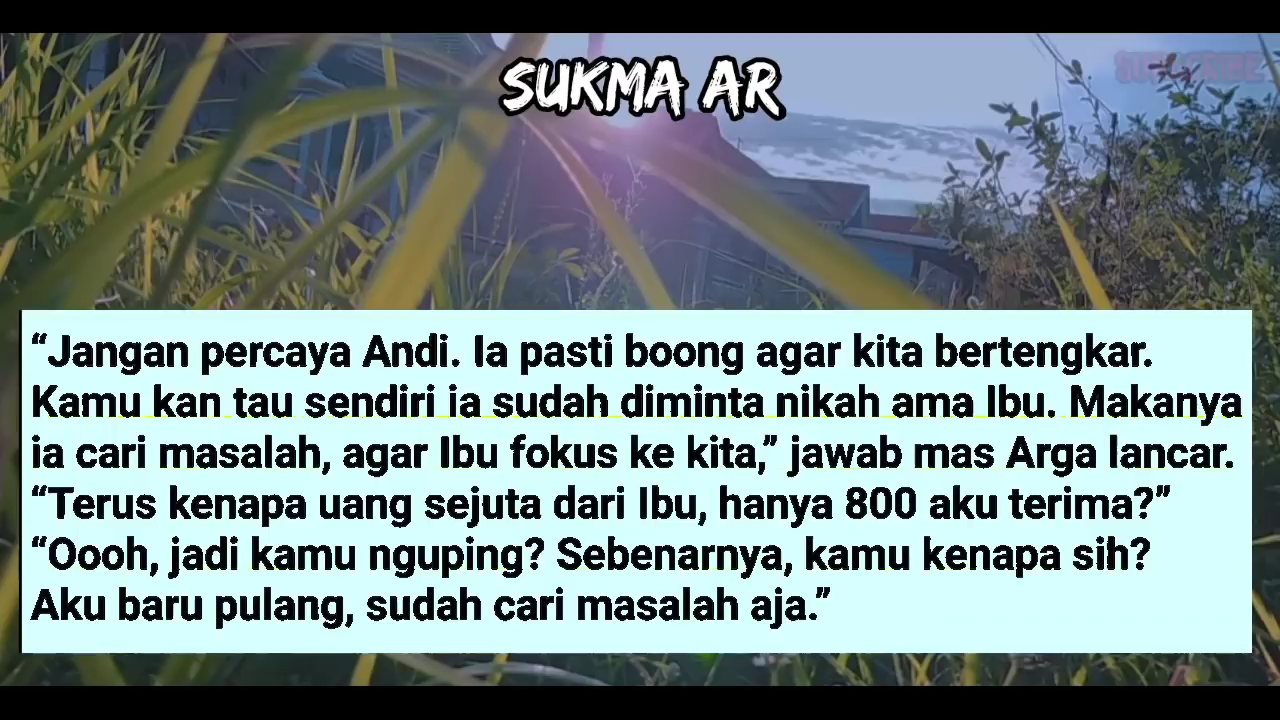 SUKMA AR
SUBSCRIBE
“Jangan percaya Andi. Ia pasti boong agar kita bertengkar.
Kamu kan tau sendiri ia sudah diminta nikah ama Ibu. Makanya
ia cari masalah, agar Ibu fokus ke kita,” jawab mas Arga lancar.
“Terus kenapa uang sejuta dari Ibu, hanya 800 aku terima?”
“Oooh, jadi kamu nguping? Sebenarnya, kamu kenapa sih?
Aku baru pulang, sudah cari masalah aja.”